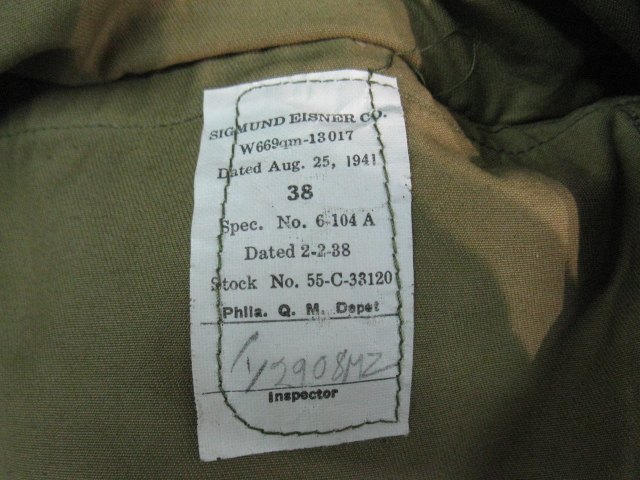 SIGMUND EISNER CO.
W669qm-13017
Dated Aug. 25, 1941
38
Spec. No. 6-104 A
Dated 2-2-38
Stock No. 55-C-33120
Phila. Q. M. Depot
Inspector